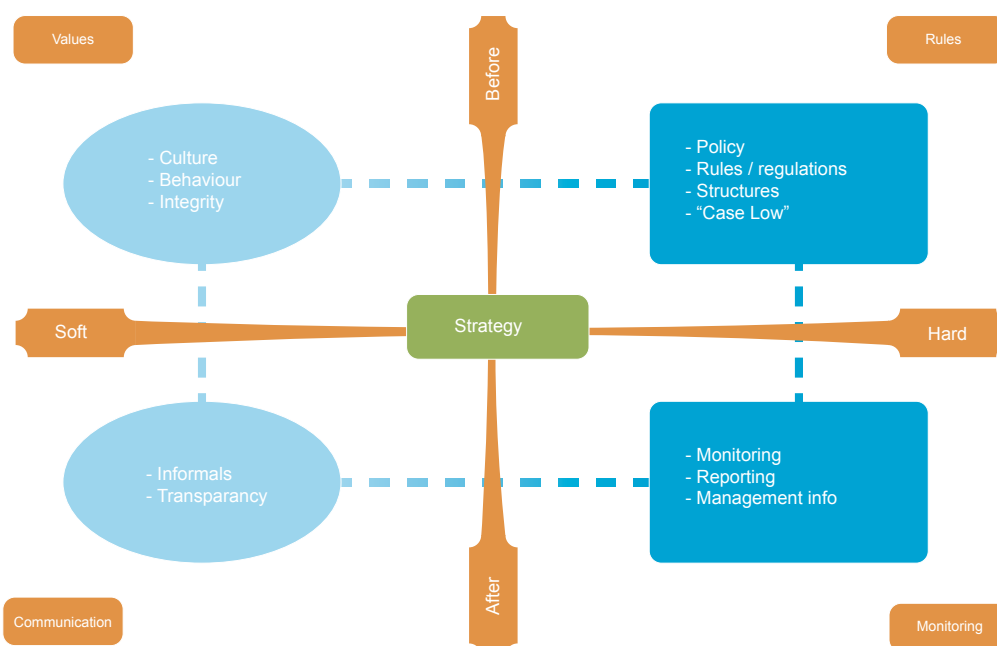 Values
Before
Rules
- Culture
- Behaviour
- Integrity
- Policy
- Rules / regulations
- Structures
- “Case Low”
Soft
Strategy
Hard
- Informals
- Transparancy
- Monitoring
- Reporting
- Management info
After
Communication
Monitoring